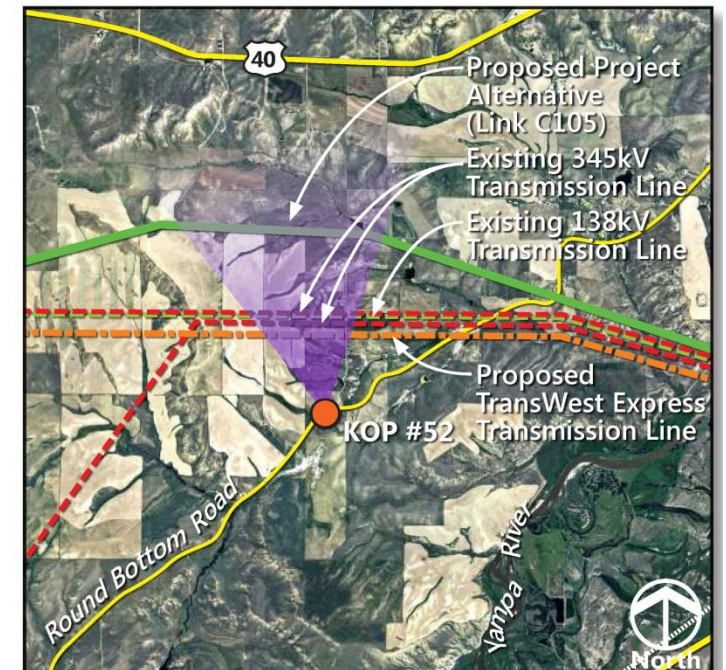 40
Proposed Project
Alternative
(Link C105)
Existing 345kV
Transmission Line
Existing 138kV
Transmission Line
Proposed
TransWest Express
Transmission Line
KOP #52
Round Bottom Road
Yampa River
North